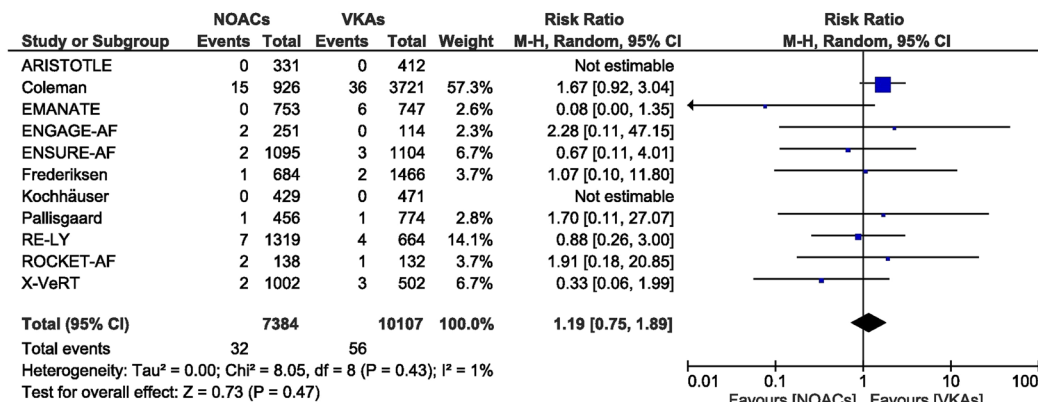 NOACs VKAs Risk Ratio Risk Ratio
Study or Subgroup Events Total Events Total Weight M-H, Random, 95% CI M-H, Random, 95% CI
ARISTOTLE 0 331 0 412 Not estimable
Coleman 15 926 36 3721 57.3% 1.67 [0.92, 3.04]
EMANATE 0 753 6 747 2.6% 0.08 [0.00, 1.35]
ENGAGE-AF 2 251 0 114 2.3% 2.28 [0.11, 47.15]
ENSURE-AF 2 1095 3 1104 6.7% 0.67 [0.11, 4.01]
Frederiksen 1 684 2 1466 3.7% 1.07 [0.10, 11.80]
Kochhäuser 0 429 0 471 Not estimable
Pallisgaard 1 456 1 774 2.8% 1.70 [0.11, 27.07]
RE-LY 7 1319 4 664 14.1% 0.88 [0.26, 3.00]
ROCKET-AF 2 138 1 132 3.7% 1.91 [0.18, 20.85]
X-VeRT 2 1002 3 502 6.7% 0.33 [0.06, 1.99]
Total (95% CI) 7384 10107 100.0% 1.19 [0.75, 1.89]
Total events 32 56
Heterogeneity: Tau² = 0.00; Chi² = 8.05, df = 8 (P = 0.43); I² = 1%
Test for overall effect: Z = 0.73 (P = 0.47)
0.01 0.1 1 10 100
Favours [NOACs] Favours [VKAs]